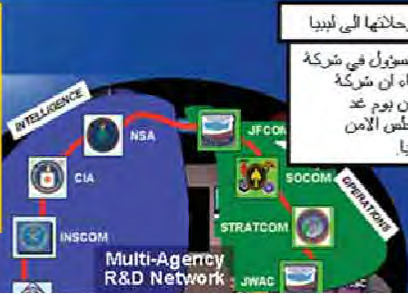 رحلاتها الى ليبيا
سؤول في شركة
ان شركة
يوم غد
الامن
INTELLIGENCE
NSA
CIA
INSCOM
JFCOM
SOCOM
OPERATIONS
STRATCOM
JWAC
Multi-Agency
R&D Network